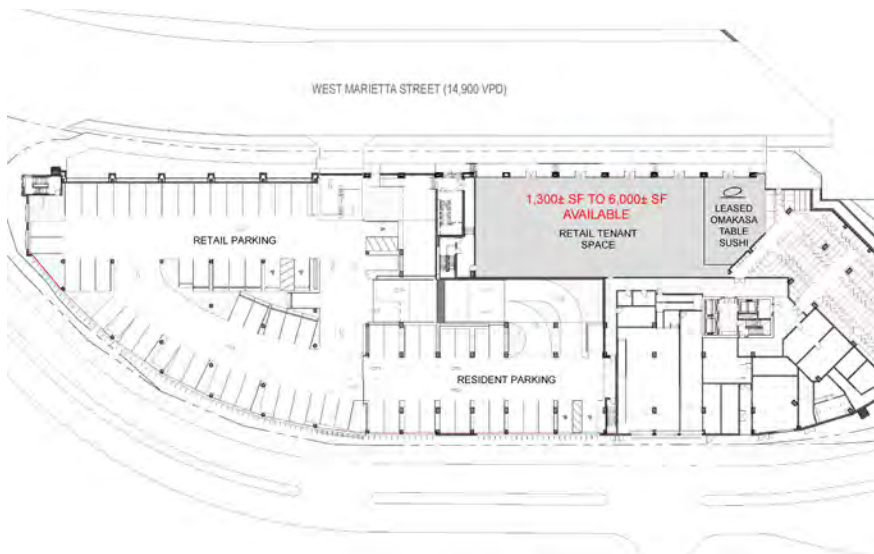 WEST MARIETTA STREET (14,900 VPD)
1,300± SF TO 6,000± SF
AVAILABLE
RETAIL TENANT
SPACE
LEASED
OMAKASA
TABLE
SUSHI
RETAIL PARKING
RESIDENT PARKING